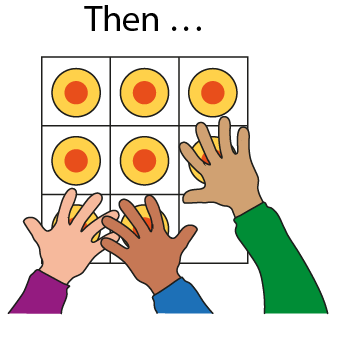 Then …